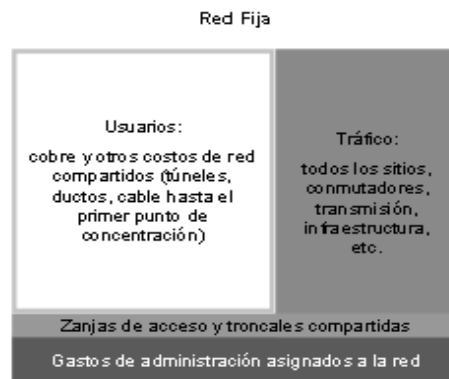 Red Fija
Usuarios:
cobre y otros costos de red
compartidos (túneles,
ductos, cable hasta el
primer punto de
concentración)
Tráfico:
todos los sitios,
conmutadores,
transmisión,
infraestructura,
etc.
Zanjas de acceso y troncales compartidas
Gastos de administración asignados a la red